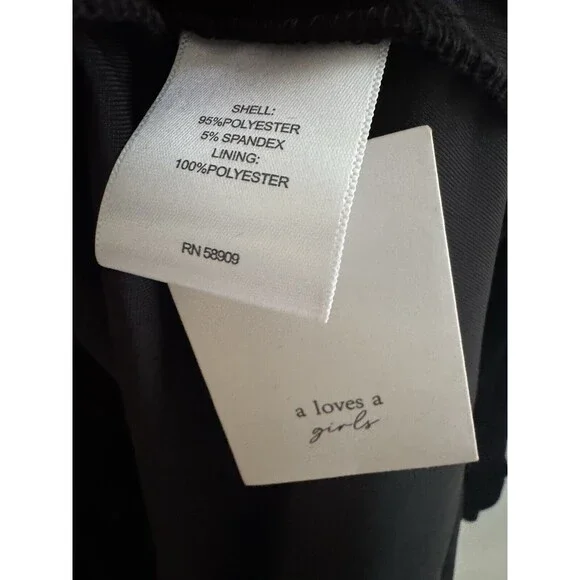 SHELL:
95%POLYESTER
5% SPANDEX
LINING:
100%POLYESTER
RN 58909
a loves a
girls